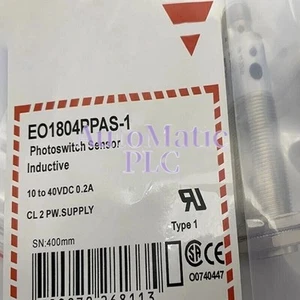 EO1804PPAS-1
Photoswitch Sensor
Inductive
10 to 40VDC 0.2A
CL 2 PW.SUPPLY
SN:400mm
Type 1
O0740447
AutoMatic
PLC